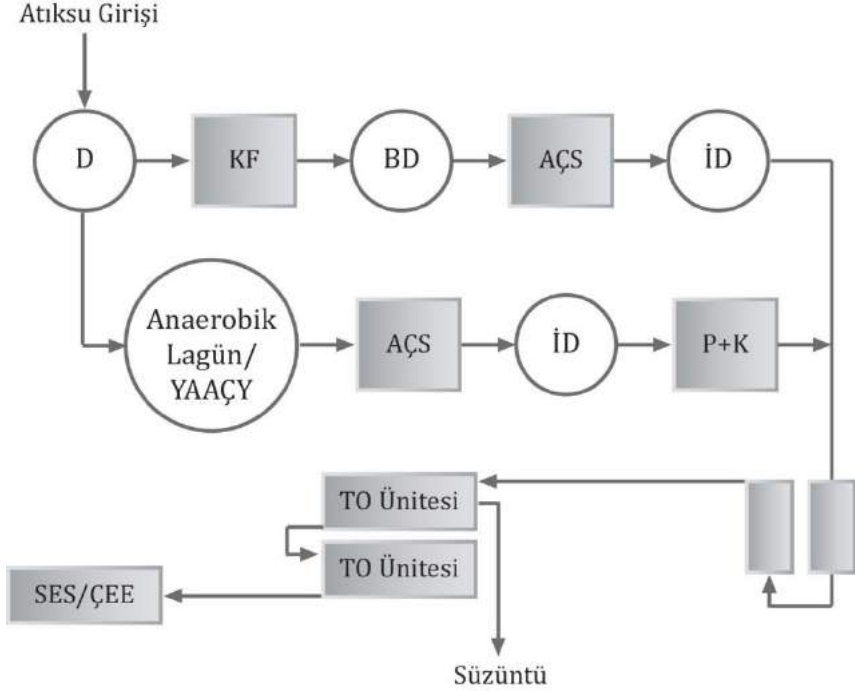 Atıksu Girişi
D
KF
BD
AÇS
İD
Anaerobik
Lagün/
YAAÇY
AÇS
İD
P+K
TO Ünitesi
TO Ünitesi
SES/ÇEE
Süzüntü